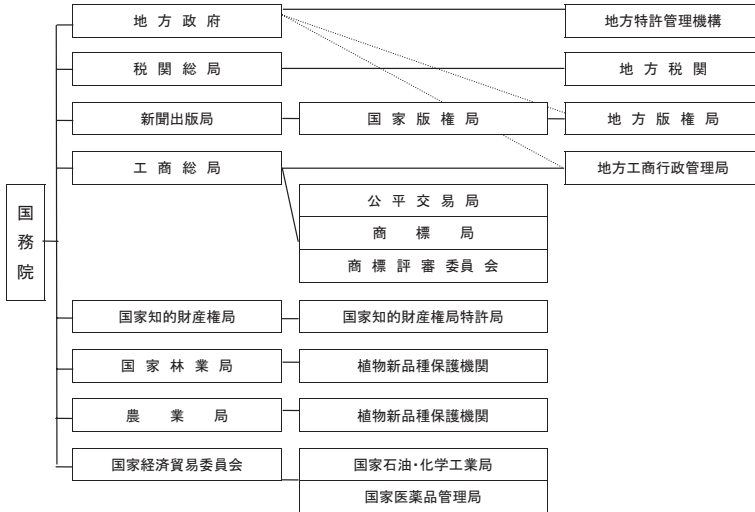 国務院
地方政府
地方特許管理機構
税関総局
地方税関
新聞出版局
国家版権局
地方版権局
工商総局
地方工商行政管理局
公平交易局
商標局
商標評審委員会
国家知的財産権局
国家知的財産権局特許局
国家林業局
植物新品種保護機関
農業局
植物新品種保護機関
国家経済貿易委員会
国家石油・化学工業局
国家医薬品管理局